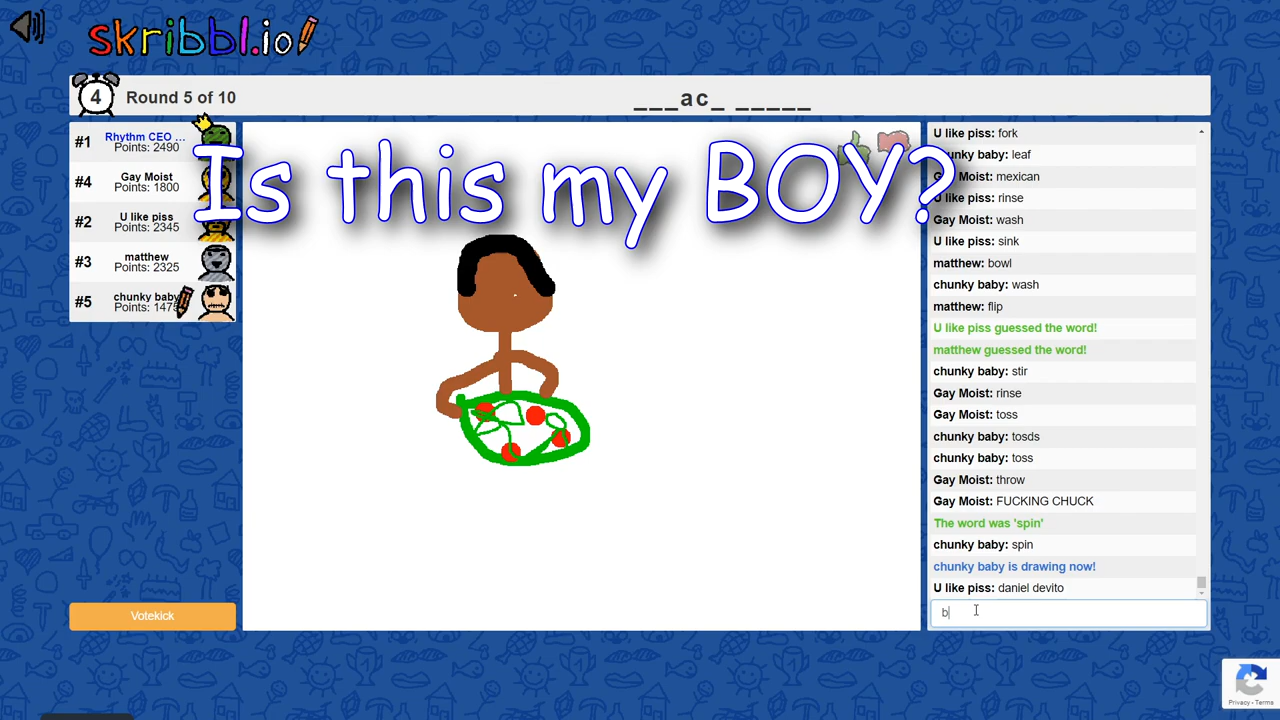 skribbl.io
4 Round 5 of 10
___ac_ _____
Is this my BOY?
#1 Rhythm CEO ...
Points: 2490
#4 Gay Moist
Points: 1800
#2 U like piss
Points: 2345
#3 matthew
Points: 2325
#5 chunky baby
Points: 1475
Votekick
U like piss: fork
chunky baby: leaf
Gay Moist: mexican
U like piss: rinse
Gay Moist: wash
U like piss: sink
matthew: bowl
chunky baby: wash
matthew: flip
U like piss guessed the word!
matthew guessed the word!
chunky baby: stir
Gay Moist: rinse
Gay Moist: toss
chunky baby: tosds
chunky baby: toss
Gay Moist: throw
Gay Moist: FUCKING CHUCK
The word was 'spin'
chunky baby: spin
chunky baby is drawing now!
U like piss: daniel devito
b
Privacy - Terms